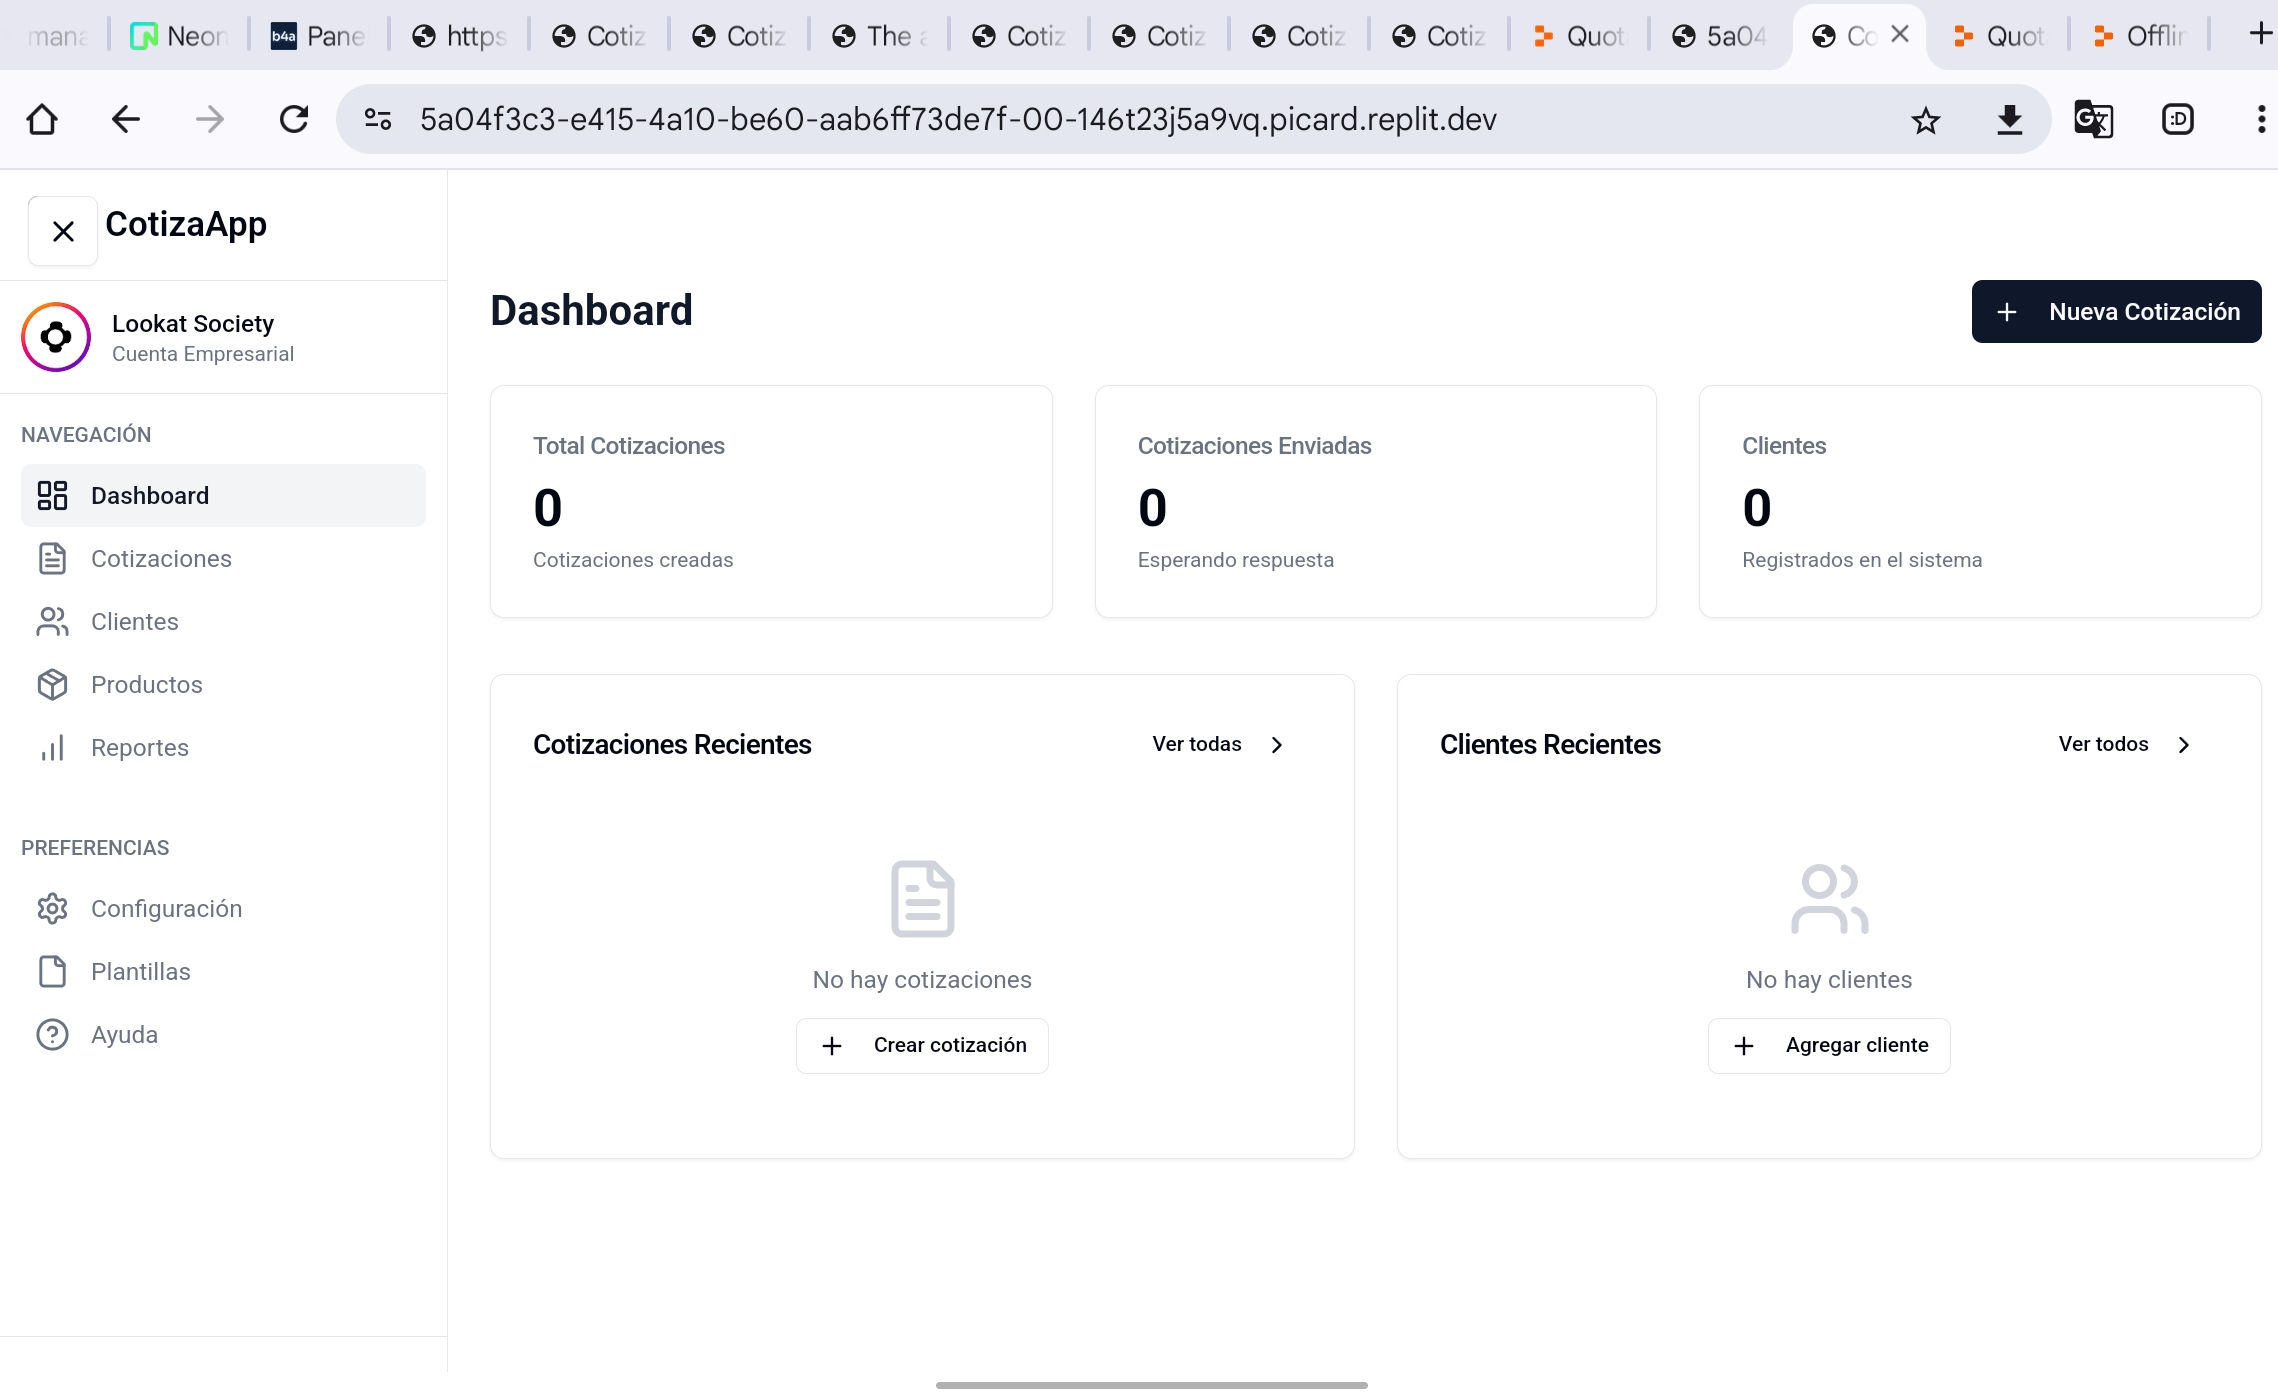 mana
Neon
b4a
Pane
https
Cotiz
Cotiz
The a
Cotiz
Cotiz
Cotiz
Cotiz
Quot
5a04
Co
Quot
Offlin
5a04f3c3-e415-4a10-be60-aab6ff73de7f-00-146t23j5a9vq.picard.replit.dev
:D
CotizaApp
Lookat Society
Cuenta Empresarial
NAVEGACIÓN
Dashboard
Cotizaciones
Clientes
Productos
Reportes
PREFERENCIAS
Configuración
Plantillas
Ayuda
Dashboard
Nueva Cotización
Total Cotizaciones
0
Cotizaciones creadas
Cotizaciones Enviadas
0
Esperando respuesta
Clientes
0
Registrados en el sistema
Cotizaciones Recientes
Ver todas
No hay cotizaciones
Crear cotización
Clientes Recientes
Ver todos
No hay clientes
Agregar cliente